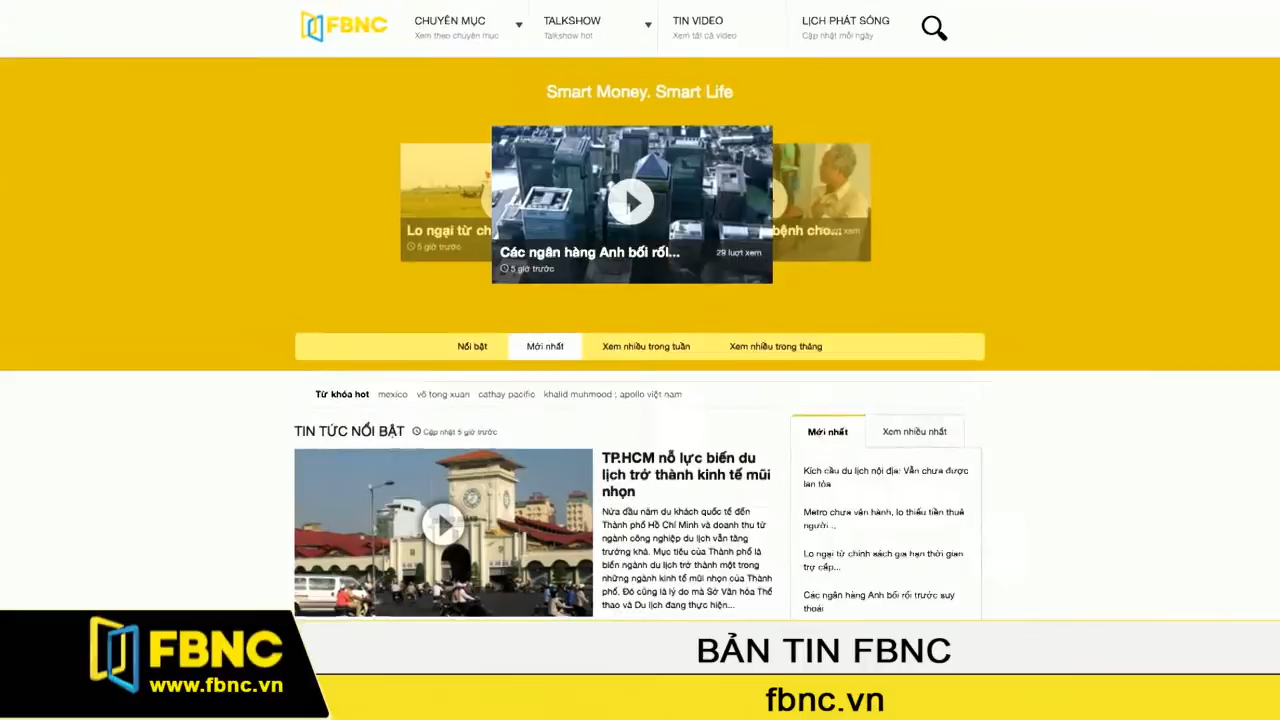 FBNC
CHUYÊN MỤC
Xem theo chuyên mục
TALKSHOW
Talkshow hot
TIN VIDEO
Xem tất cả video
LỊCH PHÁT SÓNG
Cập nhật mỗi ngày
Smart Money. Smart Life
Lo ngại từ ch
5 giờ trước
Các ngân hàng Anh bối rối...
29 lượt xem
5 giờ trước
bệnh cho...
xem
Nổi bật
Mới nhất
Xem nhiều trong tuần
Xem nhiều trong tháng
Từ khóa hot mexico võ tong xuan cathay pacific khalid muhmood ; apollo việt nam
TIN TỨC NỔI BẬT Cập nhật 5 giờ trước
TP.HCM nỗ lực biến du
lịch trở thành kinh tế mũi
nhọn
Nửa đầu năm du khách quốc tế đến
Thành phố Hồ Chí Minh và doanh thu từ
ngành công nghiệp du lịch vẫn tăng
trưởng khá. Mục tiêu của Thành phố là
biến ngành du lịch trở thành một trong
những ngành kinh tế mũi nhọn của Thành
phố. Đó cũng là lý do mà Sở Văn hóa Thể
thao và Du lịch đang thực hiện...
Mới nhất
Xem nhiều nhất
Kích cầu du lịch nội địa: Vẫn chưa được
lan tỏa
Metro chưa vận hành, lo thiếu tiền thuê
người ...
Lo ngại từ chính sách gia hạn thời gian
trợ cấp...
Các ngân hàng Anh bối rối trước suy
thoái
FBNC
www.fbnc.vn
BẢN TIN FBNC
fbnc.vn